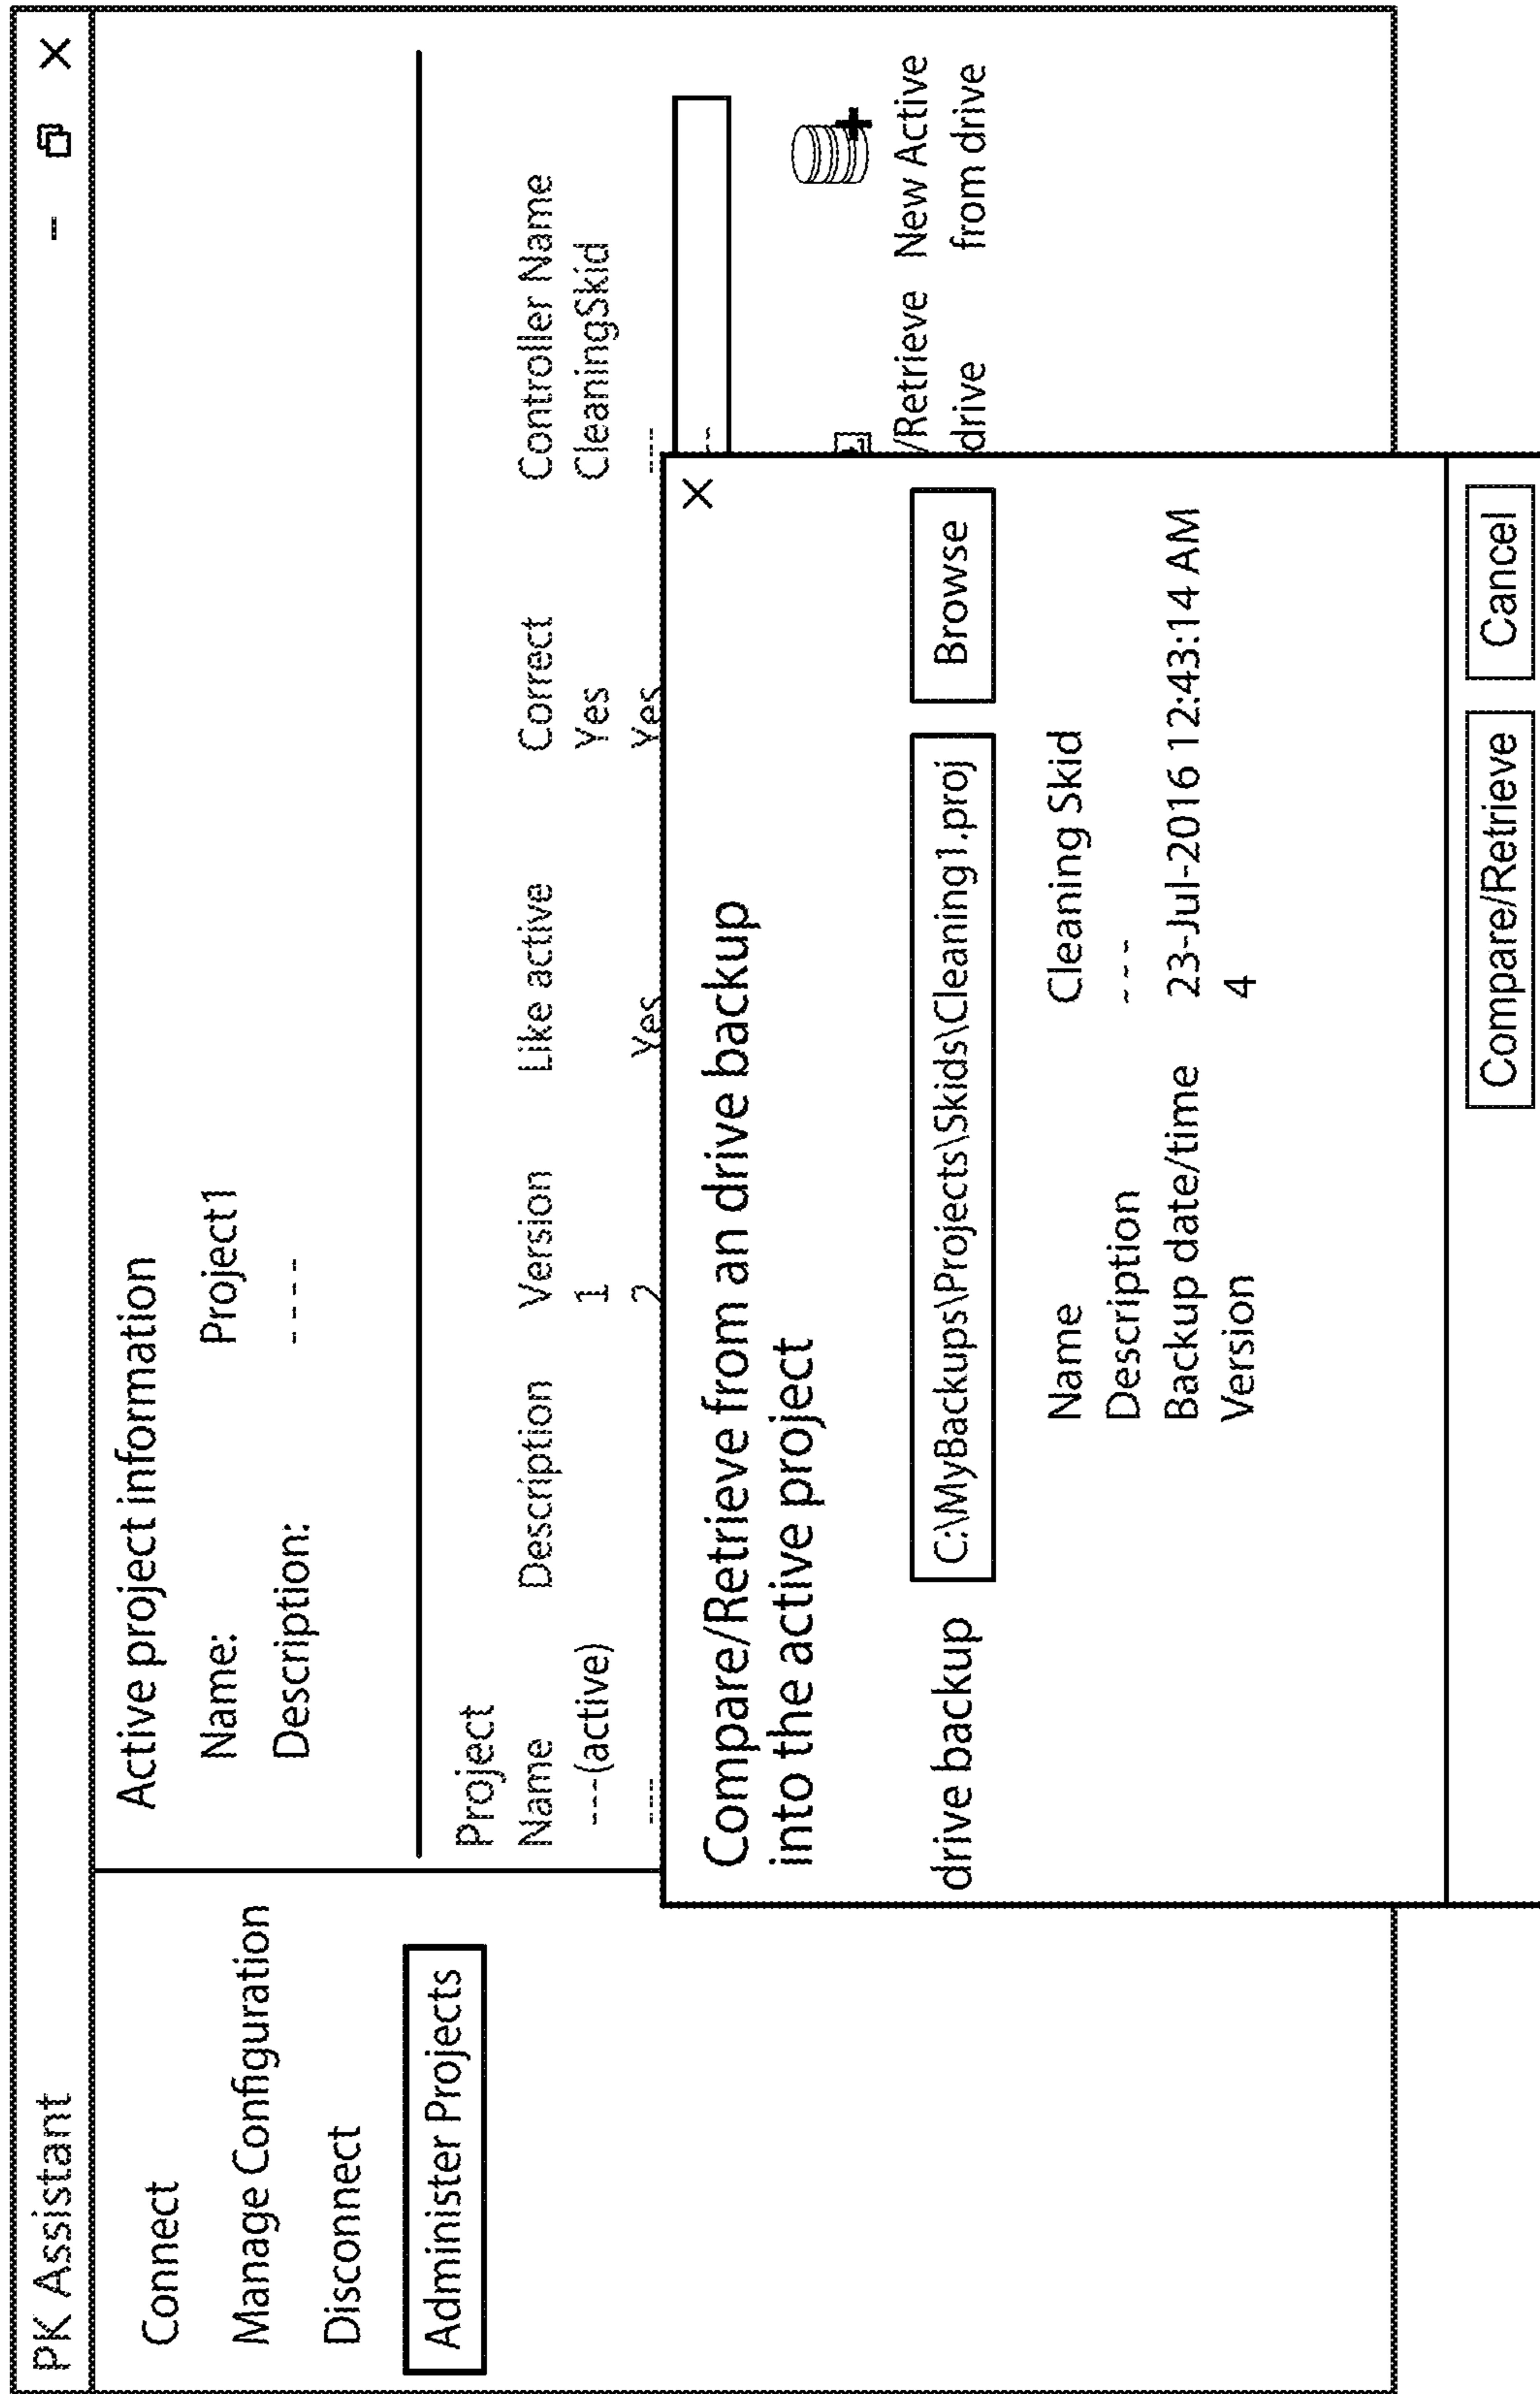 PK Assistant
Connect
Manage Configuration
Disconnect
Administer Projects
Active project information
Name: Project1
Description: ----
Project
Name Description Version Like active Correct Controller Name
---(active) 1 Yes CleaningSkid
---- 2 Yes Yes ----
/Retrieve New Active
drive from drive
Compare/Retrieve from an drive backup
into the active project
drive backup C:\MyBackups\Projects\Skids\Cleaning1.proj Browse
Name Cleaning Skid
Description ---
Backup date/time 23-Jul-2016 12:43:14 AM
Version 4
Compare/Retrieve Cancel